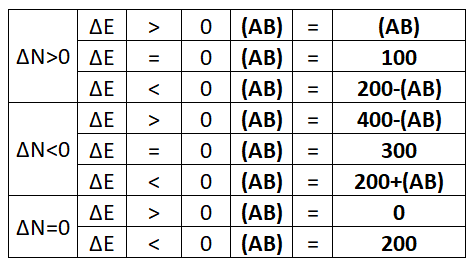 ΔN>0 ΔE > 0 (AB) = (AB)
ΔE = 0 (AB) = 100
ΔE < 0 (AB) = 200-(AB)
ΔN<0 ΔE > 0 (AB) = 400-(AB)
ΔE = 0 (AB) = 300
ΔE < 0 (AB) = 200+(AB)
ΔN=0 ΔE > 0 (AB) = 0
ΔE < 0 (AB) = 200